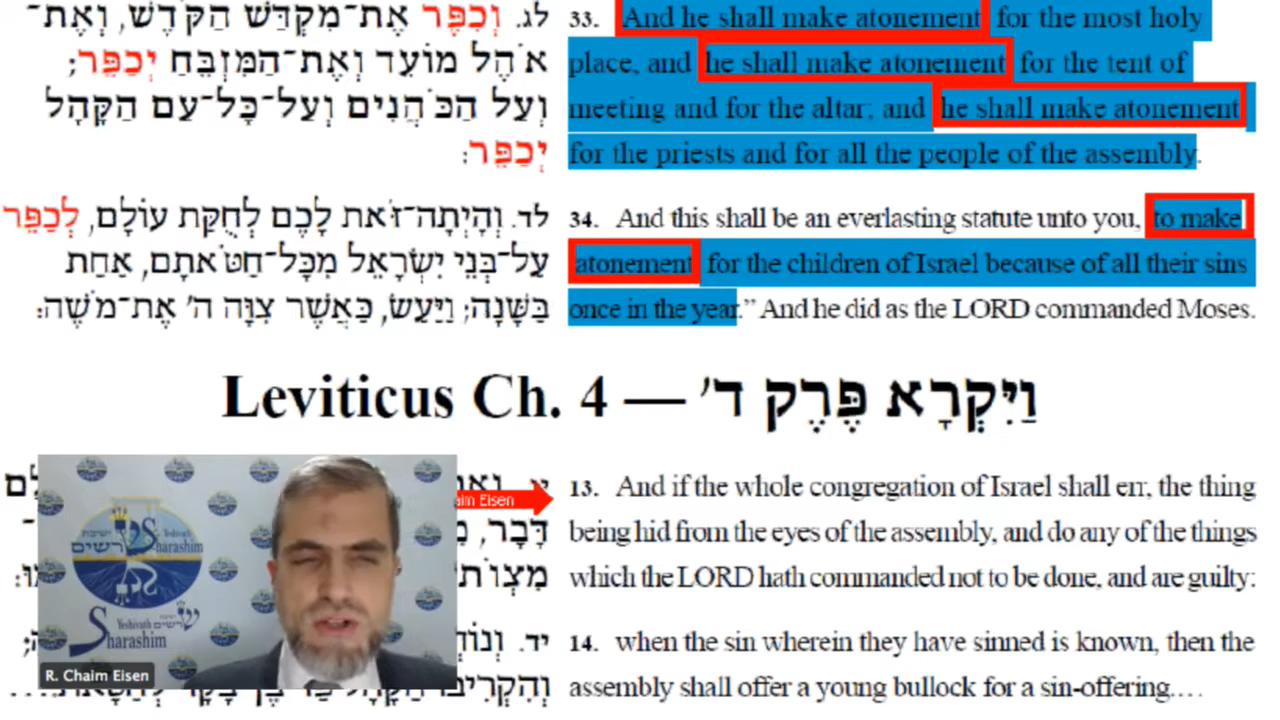 לג. וְכִפֶּר אֶת־מִקְדַּשׁ הַקֹּדֶשׁ, וְאֶת־
אֹהֶל מוֹעֵד וְאֶת־הַמִּזְבֵּחַ יְכַפֵּר;
וְעַל הַכֹּהֲנִים וְעַל־כָּל־עַם הַקָּהָל
יְכַפֵּר:
33. And he shall make atonement for the most holy
place, and he shall make atonement for the tent of
meeting and for the altar; and he shall make atonement
for the priests and for all the people of the assembly.
לד. וְהָיְתָה־זֹּאת לָכֶם לְחֻקַּת עוֹלָם, לְכַפֵּר
עַל־בְּנֵי יִשְׂרָאֵל מִכָּל־חַטֹּאתָם, אַחַת
בַּשָּׁנָה; וַיַּעַשׂ, כַּאֲשֶׁר צִוָּה ה' אֶת־מֹשֶׁה:
34. And this shall be an everlasting statute unto you, to make
atonement for the children of Israel because of all their sins
once in the year.” And he did as the LORD commanded Moses.
Leviticus Ch. 4 — וַיִּקְרָא פֶּרֶק ד'
דָּבָר,
13. And if the whole congregation of Israel shall err, the thing
being hid from the eyes of the assembly, and do any of the things
which the LORD hath commanded not to be done, and are guilty:
יד.
14. when the sin wherein they have sinned is known, then the
assembly shall offer a young bullock for a sin-offering....
Eisen
ישיבת
Yeshivath
שרשים
Sharashim
Yeshivath
Sharashim
R. Chaim Eisen